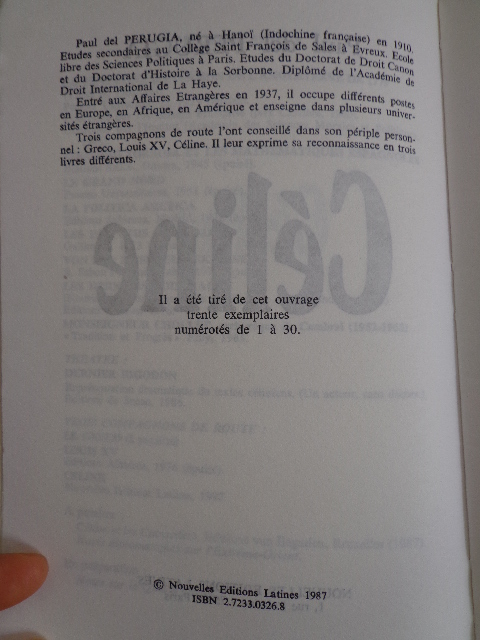 Paul del PERUGIA, né à Hanoï (Indochine française) en 1910.
Etudes secondaires au Collège Saint François de Sales à Evreux. Ecole
libre des Sciences Politiques à Paris. Etudes du Doctorat de Droit Canon
et du Doctorat d'Histoire à la Sorbonne. Diplômé de l'Académie de
Droit International de La Haye.
Entré aux Affaires Etrangères en 1937, il occupe différents postes
en Europe, en Afrique, en Amérique et enseigne dans plusieurs univer-
sités étrangères.
Trois compagnons de route l'ont conseillé dans son périple person-
nel : Greco, Louis XV, Céline. Il leur exprime sa reconnaissance en trois
livres différents.
Céline
Il a été tiré de cet ouvrage
trente exemplaires
numérotés de 1 à 30.
© Nouvelles Editions Latines 1987
ISBN 2.7233.0326.8